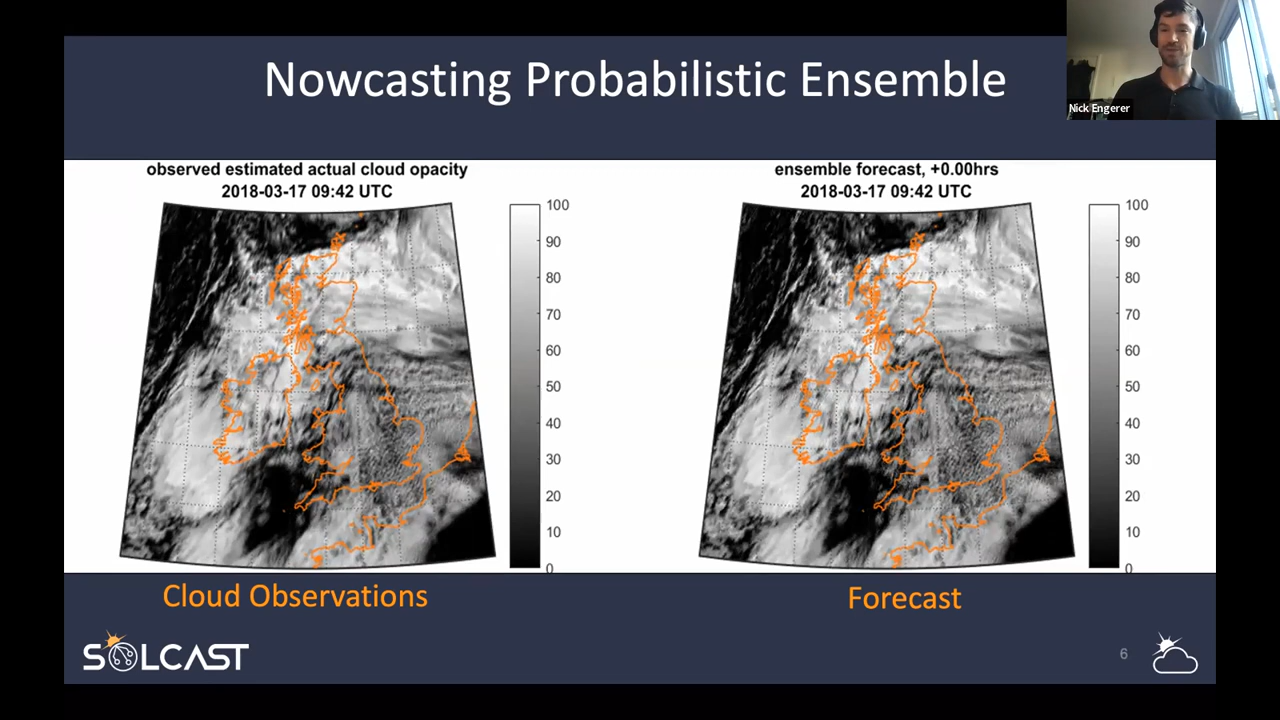 Nowcasting Probabilistic Ensemble
Nick Engerer
observed estimated actual cloud opacity
2018-03-17 09:42 UTC
100
90
80
70
60
50
40
30
20
10
0
ensemble forecast, +0.00hrs
2018-03-17 09:42 UTC
100
90
80
70
60
50
40
30
20
10
0
Cloud Observations
Forecast
SOLCAST
6